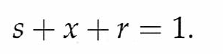 s + x + r = 1.